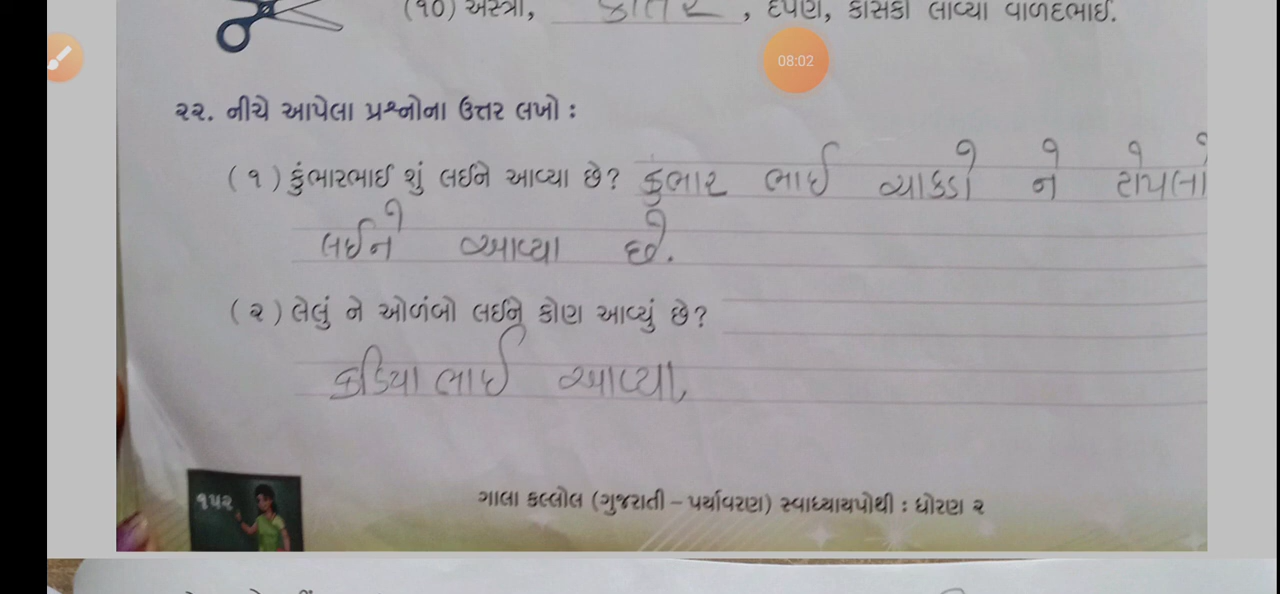 (૧૦) અસ્ત્રો, કાતર, દર્પણ, કાંસકો લાવ્યા વાળંદભાઈ.
08:02
૨૨. નીચે આપેલા પ્રશ્નોના ઉત્તર લખો :
(૧) કુંભારભાઈ શું લઈને આવ્યા છે? કુંભાર ભાઈ ચાકડો ને ટાપલો
લઈને આવ્યા છે.
(૨) લેલું ને ઓળંબો લઈને કોણ આવ્યું છે?
કડિયા ભાઈ આવ્યા,
૧૫૨
ગાલા કલ્લોલ (ગુજરાતી – પર્યાવરણ) સ્વાધ્યાયપોથી : ધોરણ ૨